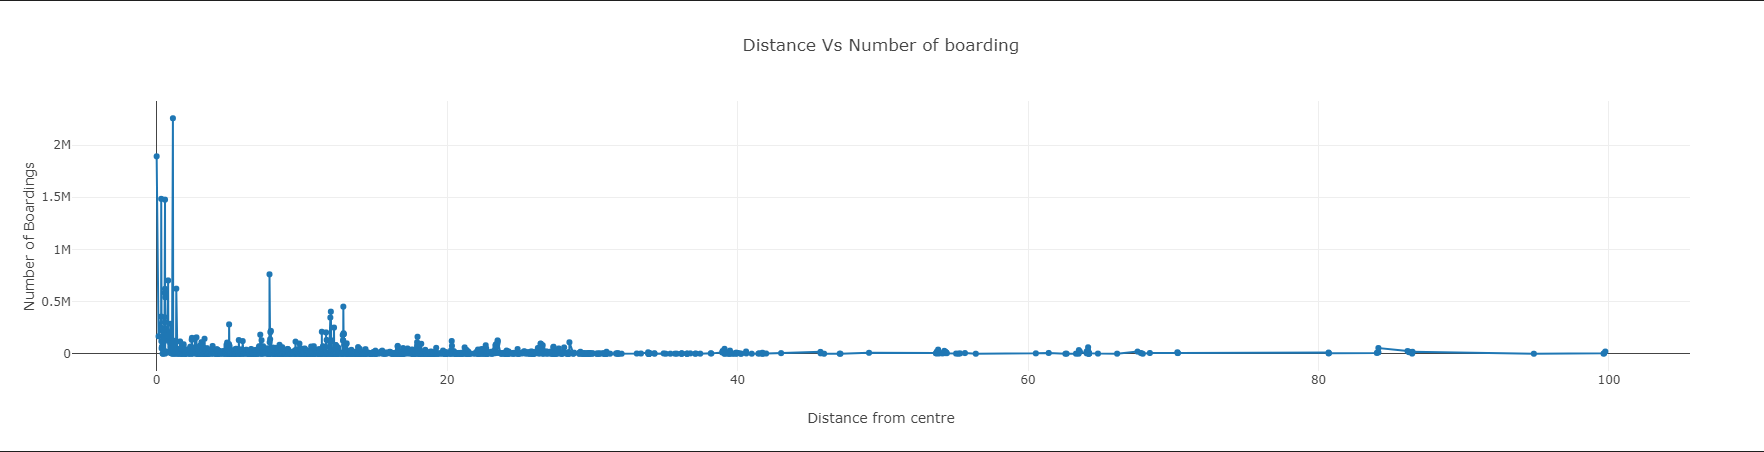 Distance Vs Number of boarding
Number of Boardings
2M
1.5M
1M
0.5M
0
0 20 40 60 80 100
Distance from centre